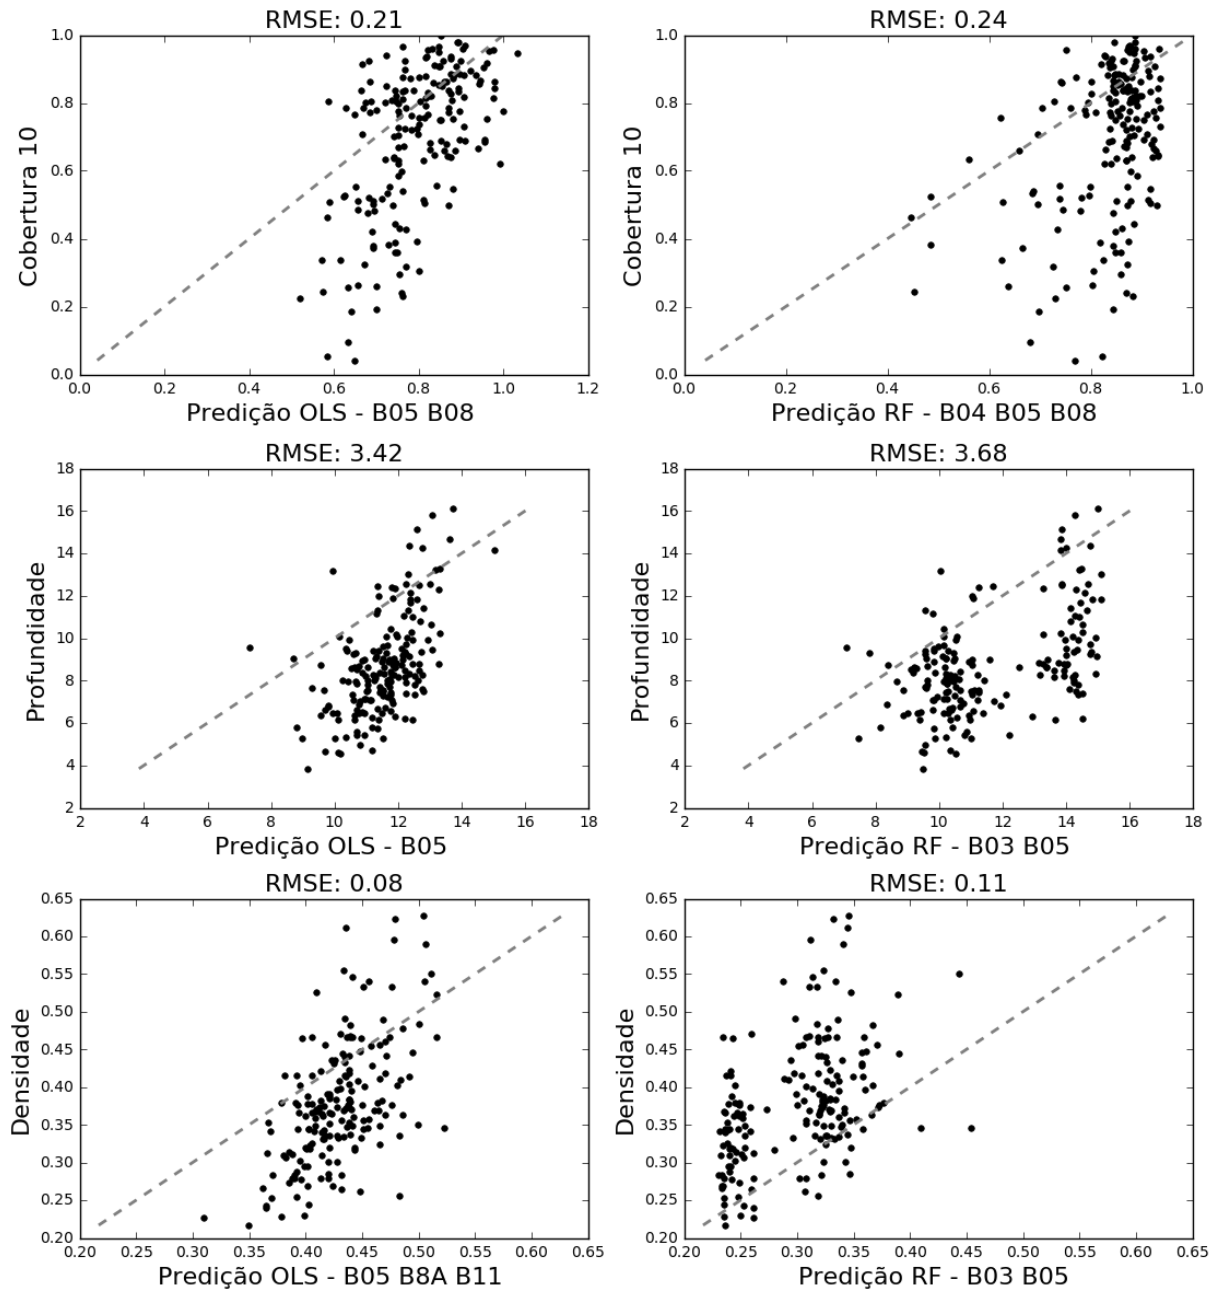 RMSE: 0.21
1.0
0.8
0.6
0.4
0.2
0.0
Cobertura 10
0.0 0.2 0.4 0.6 0.8 1.0 1.2
Predição OLS - B05 B08
RMSE: 0.24
1.0
0.8
0.6
0.4
0.2
0.0
Cobertura 10
0.0 0.2 0.4 0.6 0.8 1.0
Predição RF - B04 B05 B08
RMSE: 3.42
18
16
14
12
10
8
6
4
2
Profundidade
2 4 6 8 10 12 14 16 18
Predição OLS - B05
RMSE: 3.68
18
16
14
12
10
8
6
4
2
Profundidade
2 4 6 8 10 12 14 16 18
Predição RF - B03 B05
RMSE: 0.08
0.65
0.60
0.55
0.50
0.45
0.40
0.35
0.30
0.25
0.20
Densidade
0.20 0.25 0.30 0.35 0.40 0.45 0.50 0.55 0.60 0.65
Predição OLS - B05 B8A B11
RMSE: 0.11
0.65
0.60
0.55
0.50
0.45
0.40
0.35
0.30
0.25
0.20
Densidade
0.20 0.25 0.30 0.35 0.40 0.45 0.50 0.55 0.60 0.65
Predição RF - B03 B05